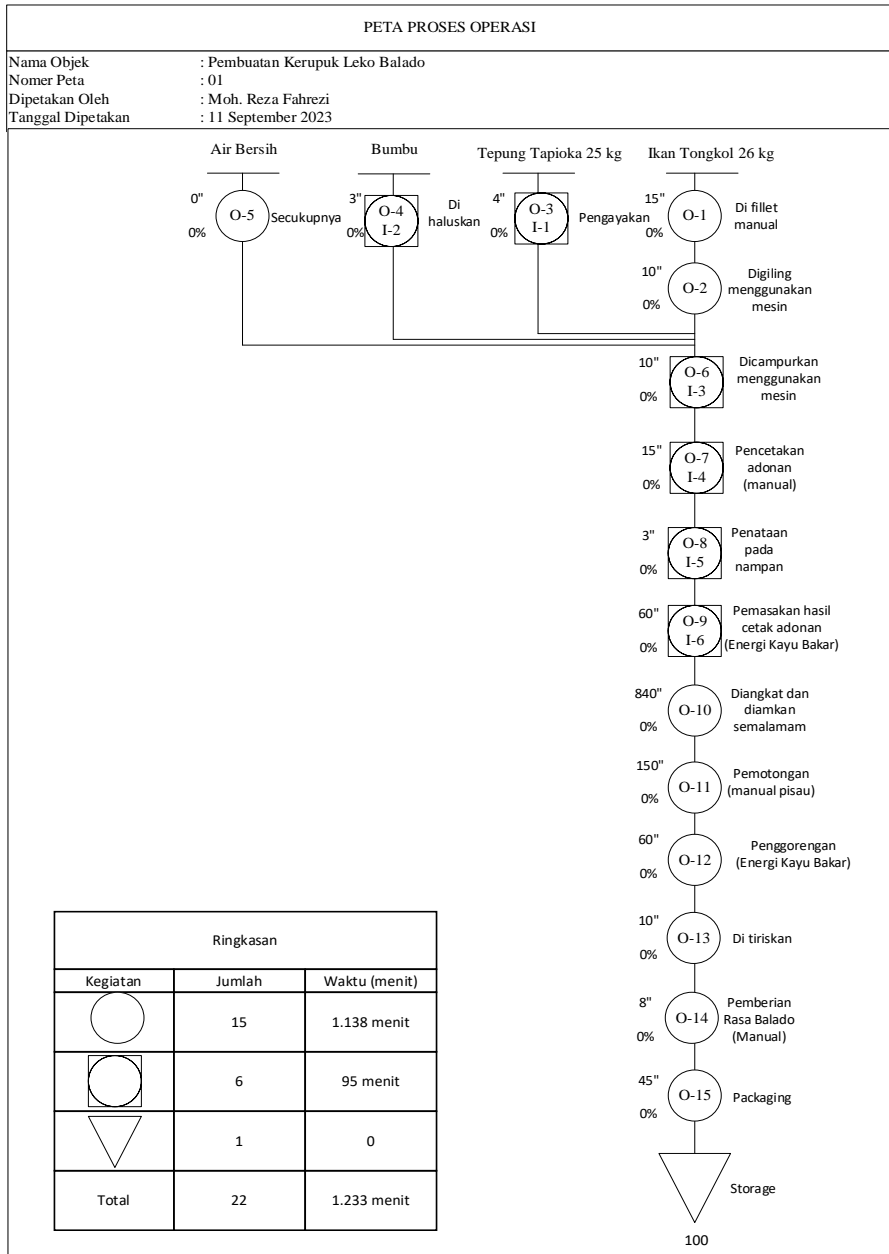 PETA PROSES OPERASI
Nama Objek : Pembuatan Kerupuk Leko Balado
Nomer Peta : 01
Dipetakan Oleh : Moh. Reza Fahrezi
Tanggal Dipetakan : 11 September 2023
Air Bersih
0"
0%
O-5
Secukupnya
Bumbu
3"
0%
O-4
I-2
Di
haluskan
Tepung Tapioka 25 kg
4"
0%
O-3
I-1
Pengayakan
Ikan Tongkol 26 kg
15"
0%
O-1
Di fillet
manual
10"
0%
O-2
Digiling
menggunakan
mesin
10"
0%
O-6
I-3
Dicampurkan
menggunakan
mesin
15"
0%
O-7
I-4
Pencetakan
adonan
(manual)
3"
0%
O-8
I-5
Penataan
pada
nampan
60"
0%
O-9
I-6
Pemasakan hasil
cetak adonan
(Energi Kayu Bakar)
840"
0%
O-10
Diangkat dan
diamkan
semalamam
150"
0%
O-11
Pemotongan
(manual pisau)
60"
0%
O-12
Penggorengan
(Energi Kayu Bakar)
10"
0%
O-13
Di tiriskan
8"
0%
O-14
Pemberian
Rasa Balado
(Manual)
45"
0%
O-15
Packaging
Storage
100
Ringkasan
Kegiatan Jumlah Waktu (menit)
15 1.138 menit
6 95 menit
1 0
Total 22 1.233 menit